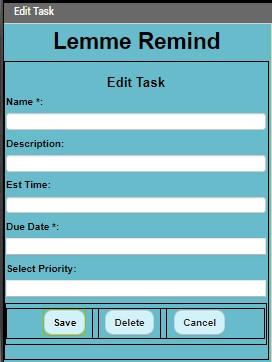 Edit Task
Lemme Remind
Edit Task
Name *:
Description:
Est Time:
Due Date *:
Select Priority:
Save Delete Cancel